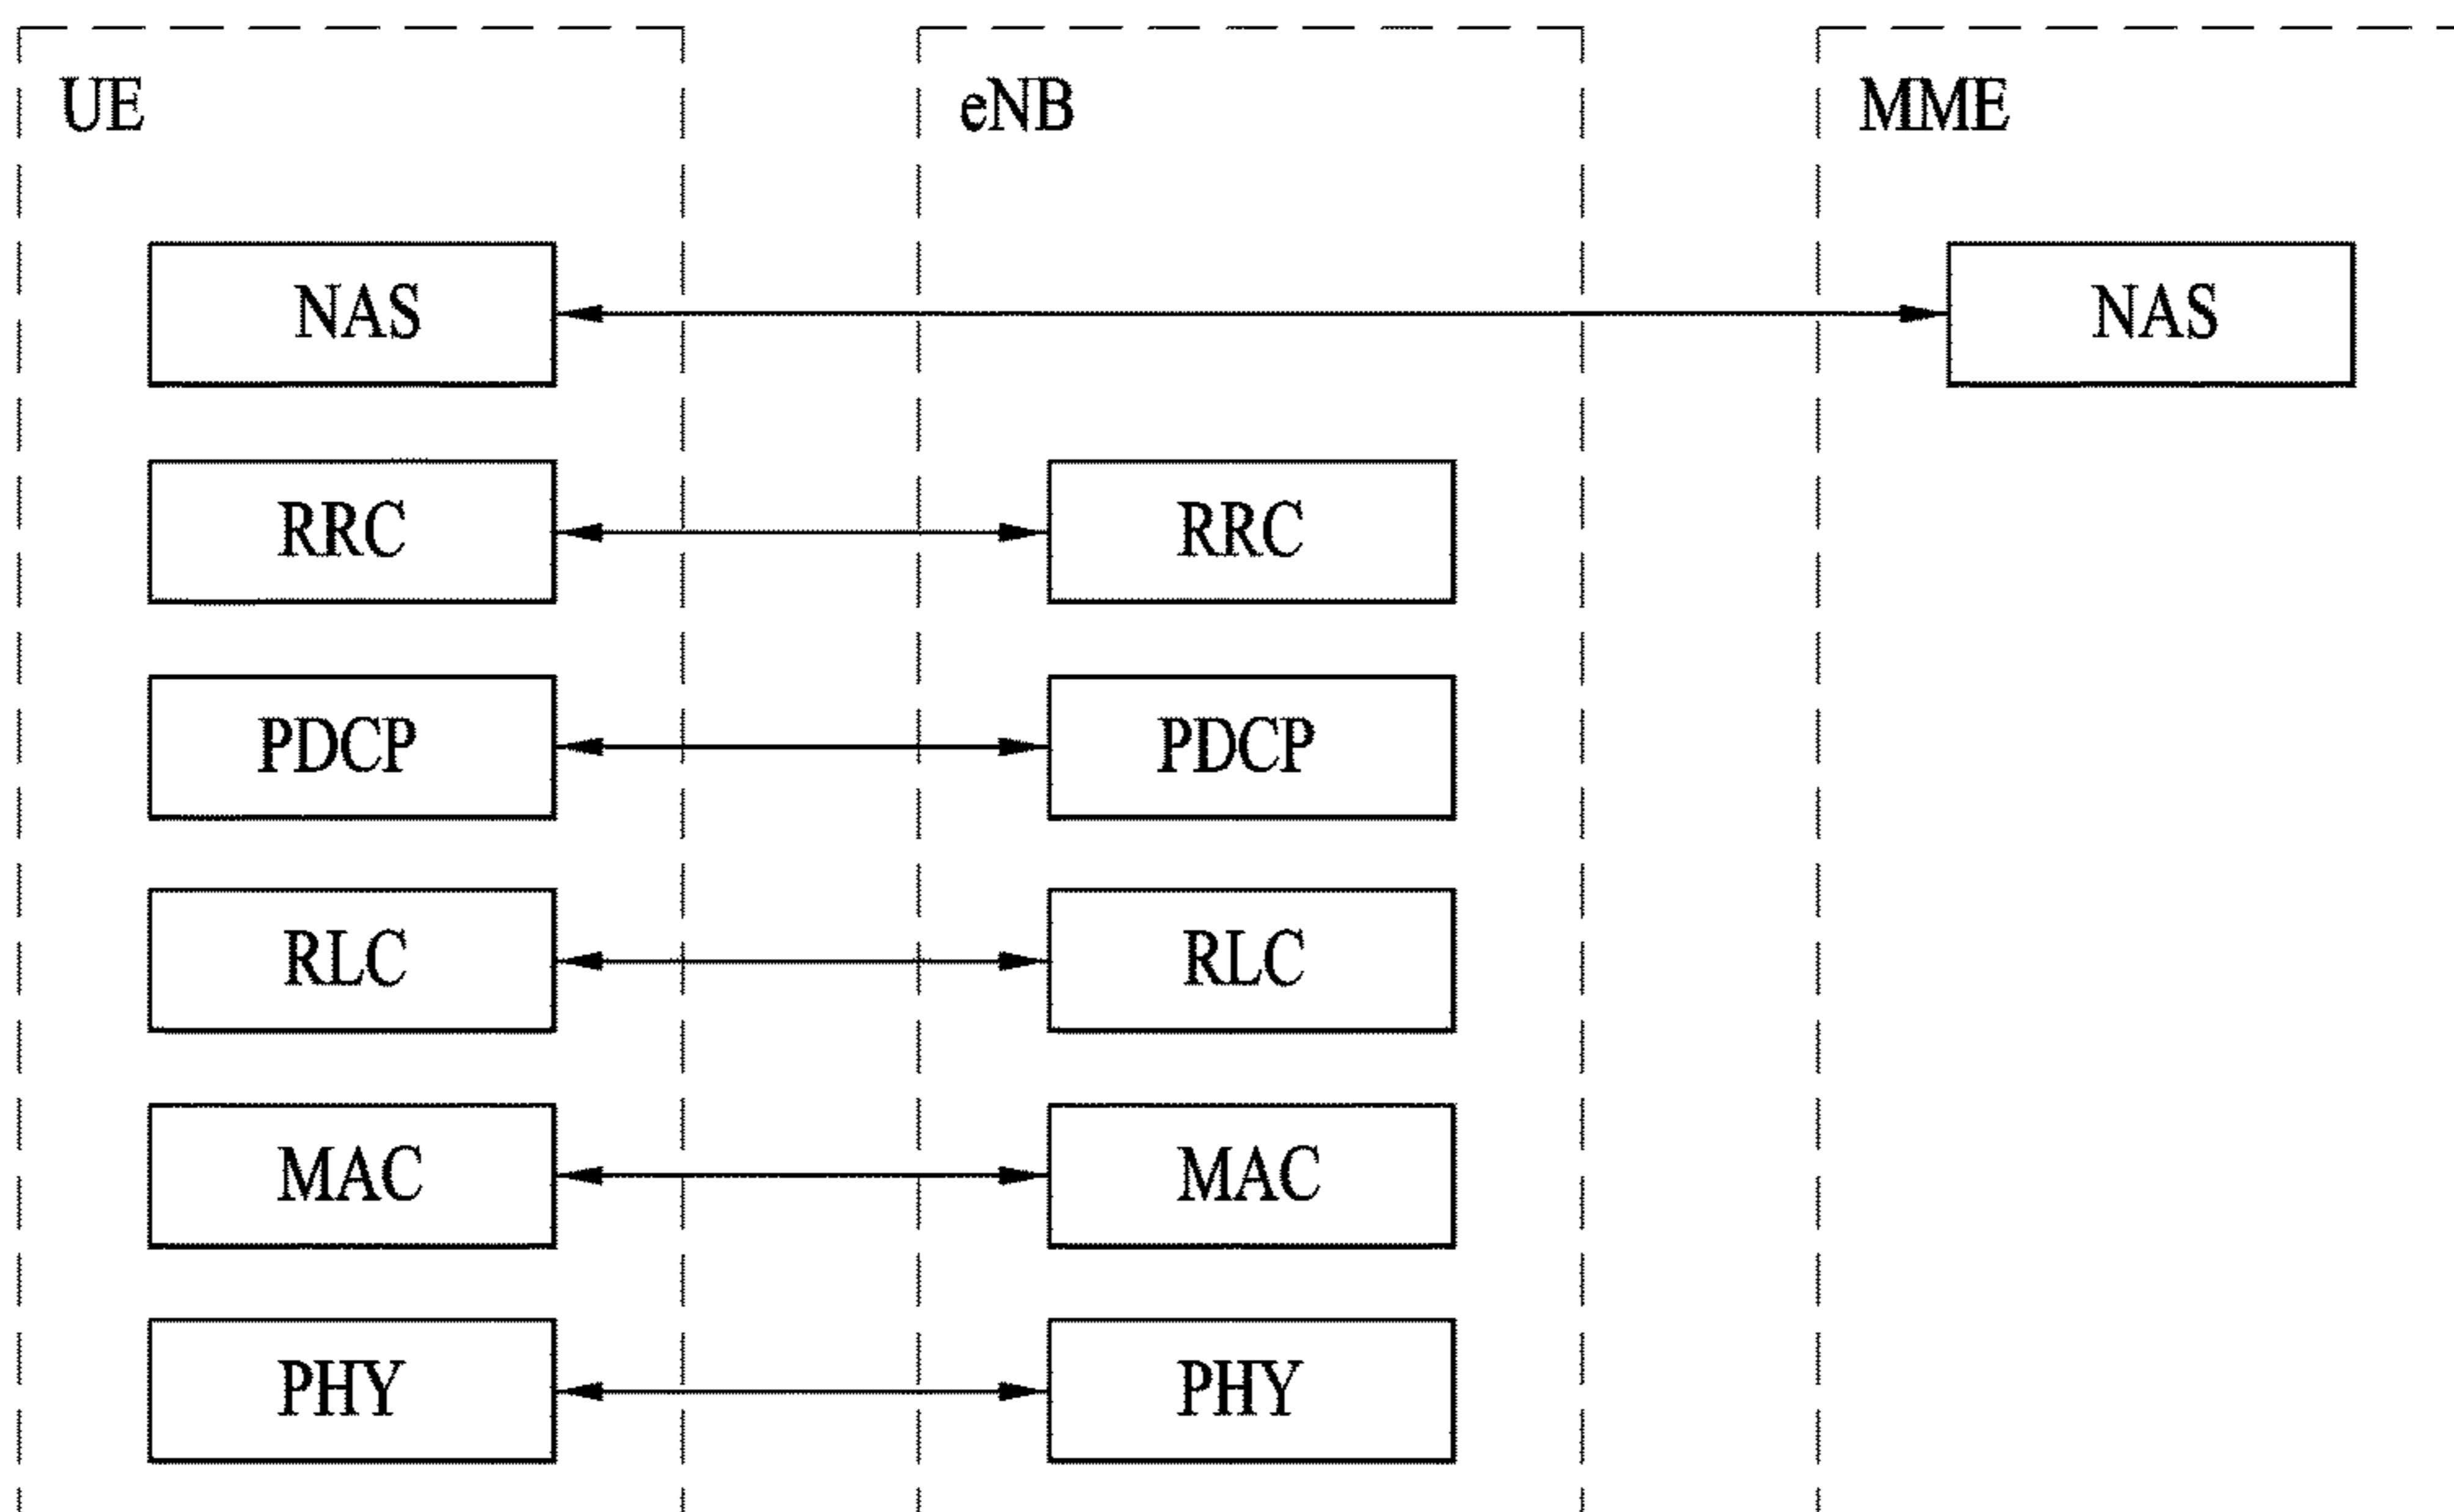 UE eNB MME
NAS NAS
RRC RRC
PDCP PDCP
RLC RLC
MAC MAC
PHY PHY